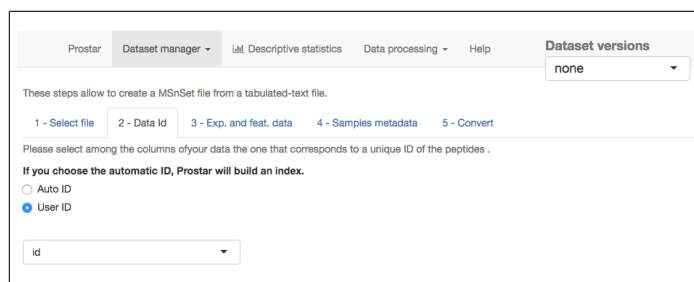 Prostar Dataset manager Descriptive statistics Data processing Help Dataset versions
none
These steps allow to create a MSnSet file from a tabulated-text file.
1 - Select file 2 - Data Id 3 - Exp. and feat. data 4 - Samples metadata 5 - Convert
Please select among the columns ofyour data the one that corresponds to a unique ID of the peptides .
If you choose the automatic ID, Prostar will build an index.
Auto ID
User ID
id